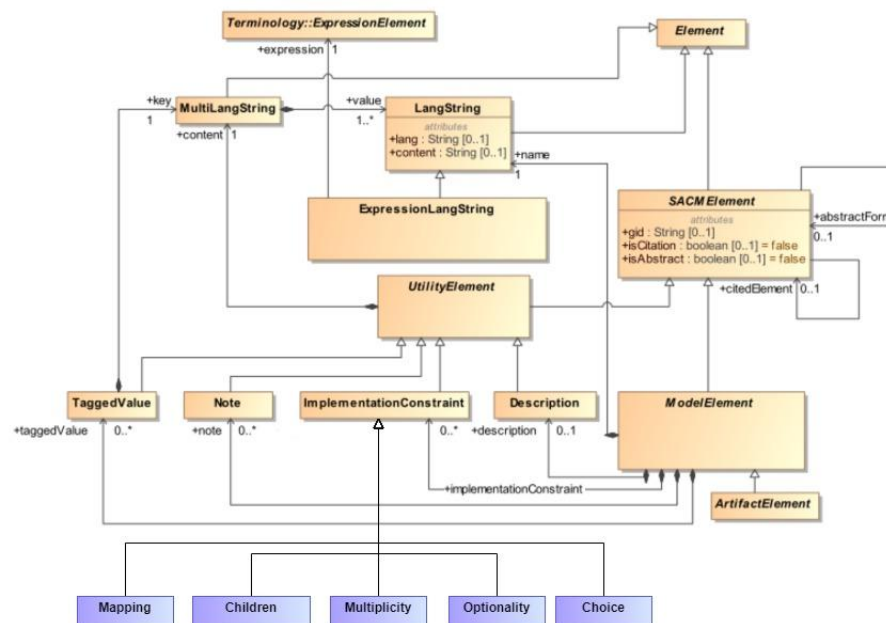 Terminology::ExpressionElement
Element
+expression 1
+key
1
MultiLangString
+value
1..*
LangString
attributes
+lang : String [0..1]
+content : String [0..1]
+content 1
+name
1
ExpressionLangString
SACMElement
attributes
+gid : String [0..1]
+isCitation : boolean [0..1] = false
+isAbstract : boolean [0..1] = false
+abstractForm
0..1
+citedElement 0..1
UtilityElement
TaggedValue
Note
ImplementationConstraint
Description
ModelElement
+taggedValue 0..*
+note 0..*
0..*
+description 0..1
+implementationConstraint
ArtifactElement
Mapping
Children
Multiplicity
Optionality
Choice